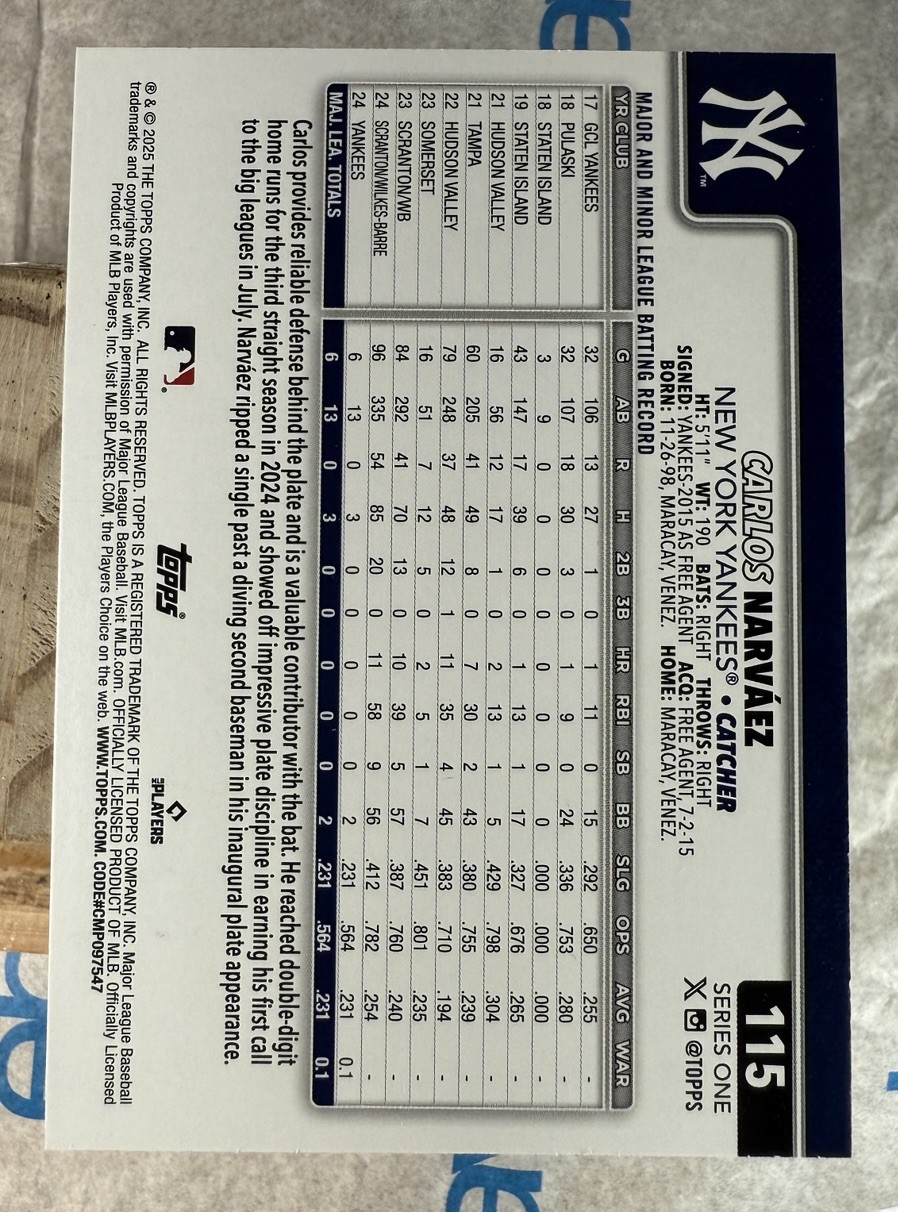 CARLOS NARVÁEZ
NEW YORK YANKEES® • CATCHER
HT: 5'11" WT: 190 BATS: RIGHT THROWS: RIGHT
SIGNED: YANKEES-2015 AS FREE AGENT ACQ: FREE AGENT, 7-2-15
BORN: 11-26-98, MARACAY, VENEZ. HOME: MARACAY, VENEZ.
115
SERIES ONE
@TOPPS
NY
TM
MAJOR AND MINOR LEAGUE BATTING RECORD
YR CLUB G AB R H 2B 3B HR RBI SB BB SLG OPS AVG WAR
17 GCL YANKEES 32 106 13 27 1 0 1 11 0 15 .292 .650 .255 -
18 PULASKI 32 107 18 30 3 0 1 9 0 24 .336 .753 .280 -
18 STATEN ISLAND 3 9 0 0 0 0 0 0 0 0 .000 .000 .000 -
19 STATEN ISLAND 43 147 17 39 6 0 1 13 1 17 .327 .676 .265 -
21 HUDSON VALLEY 16 56 12 17 1 0 2 13 1 5 .429 .798 .304 -
21 TAMPA 60 205 41 49 8 0 7 30 2 43 .380 .755 .239 -
22 HUDSON VALLEY 79 248 37 48 12 1 11 35 4 45 .383 .710 .194 -
23 SOMERSET 16 51 7 12 5 0 2 5 1 7 .451 .801 .235 -
23 SCRANTON/WB 84 292 41 70 13 0 10 39 5 57 .387 .760 .240 -
24 SCRANTON/WILKES-BARRE 96 335 54 85 20 0 11 58 9 56 .412 .782 .254 -
24 YANKEES 6 13 0 3 0 0 0 0 0 2 .231 .564 .231 0.1
MAJ. LEA. TOTALS 6 13 0 3 0 0 0 0 0 2 .231 .564 .231 0.1
Carlos provides reliable defense behind the plate and is a valuable contributor with the bat. He reached double-digit
home runs for the third straight season in 2024 and showed off impressive plate discipline in earning his first call
to the big leagues in July. Narváez ripped a single past a diving second baseman in his inaugural plate appearance.
topps®
MLB PLAYERS
® & © 2025 THE TOPPS COMPANY, INC. ALL RIGHTS RESERVED. TOPPS IS A REGISTERED TRADEMARK OF THE TOPPS COMPANY, INC. Major League Baseball
trademarks and copyrights are used with permission of Major League Baseball. Visit MLB.com. OFFICIALLY LICENSED PRODUCT OF MLB. Officially Licensed
Product of MLB Players, Inc. Visit MLBPLAYERS.COM, the Players Choice on the web. WWW.TOPPS.COM. CODE#CMP097547